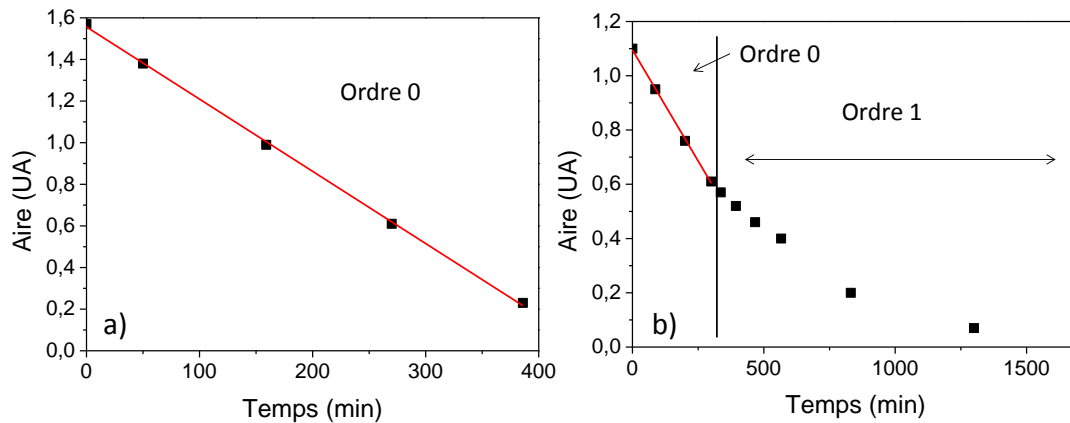 1,6
1,4
1,2
1,0
0,8
0,6
0,4
0,2
0,0
Aire (UA)
Ordre 0
a)
0 100 200 300 400
Temps (min)
1,2
1,0
0,8
0,6
0,4
0,2
0,0
Aire (UA)
Ordre 0
Ordre 1
b)
0 500 1000 1500
Temps (min)